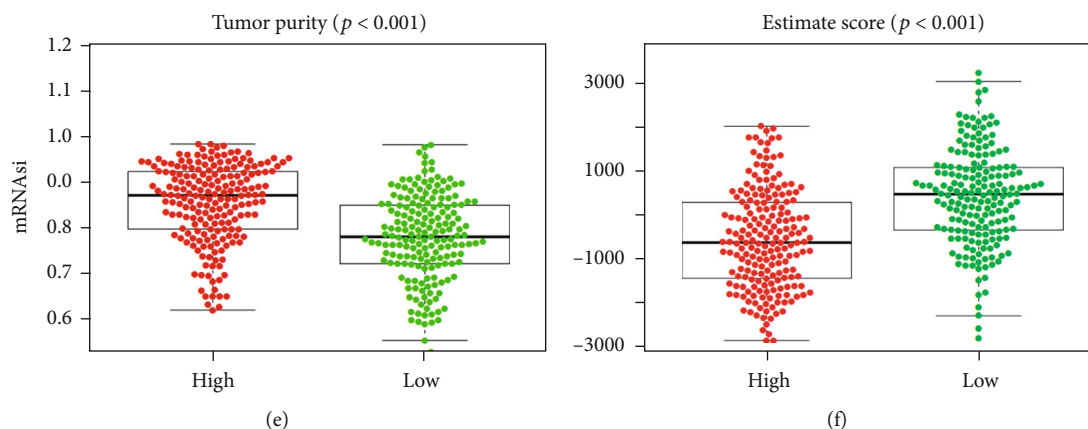 Tumor purity (p < 0.001)
mRNAsi
1.2
1.1
1.0
0.0
0.8
0.7
0.6
High
Low
(e)
Estimate score (p < 0.001)
3000
1000
−1000
−3000
High
Low
(f)